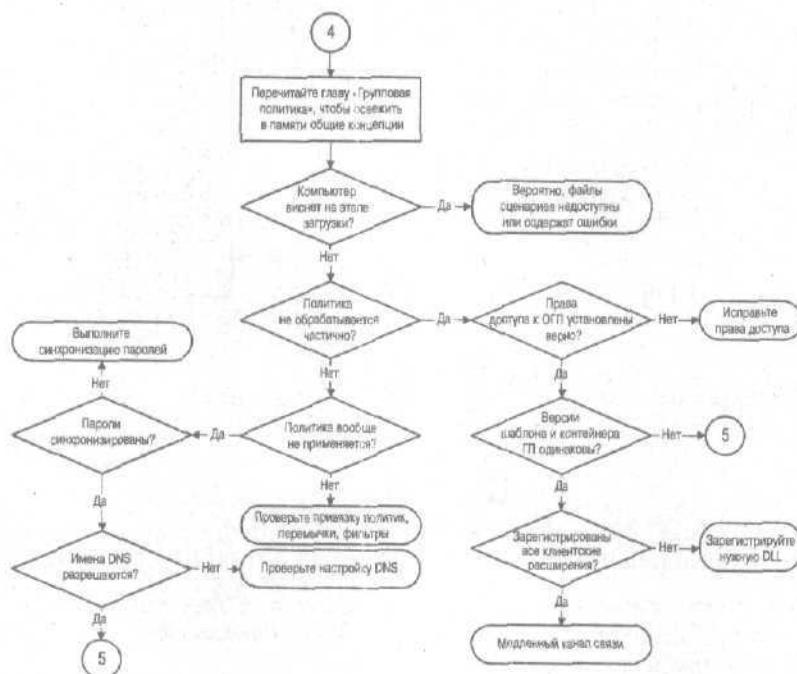 4
Перечитайте главу «Групповая
политика», чтобы освежить
в памяти общие концепции
Компьютер
виснет на этапе
загрузки?
Да
Вероятно, файлы
сценариев недоступны
или содержат ошибки
Нет
Политика
не обрабатывается
частично?
Да
Права
доступа к ОГП установлены
верно?
Нет
Исправьте
права доступа
Выполните
синхронизацию паролей
Нет
Нет
Да
Пароли
синхронизированы?
Да
Политика вообще
не применяется?
Версии
шаблона и контейнера
ГП одинаковы?
Нет
5
Да
Нет
Да
Проверьте привязку политик,
перемычки, фильтры
Имена DNS
разрешаются?
Нет
Проверьте настройку DNS
Зарегистрированы
все клиентские
расширения?
Нет
Зарегистрируйте
нужную DLL
Да
Да
5
Медленный канал связи